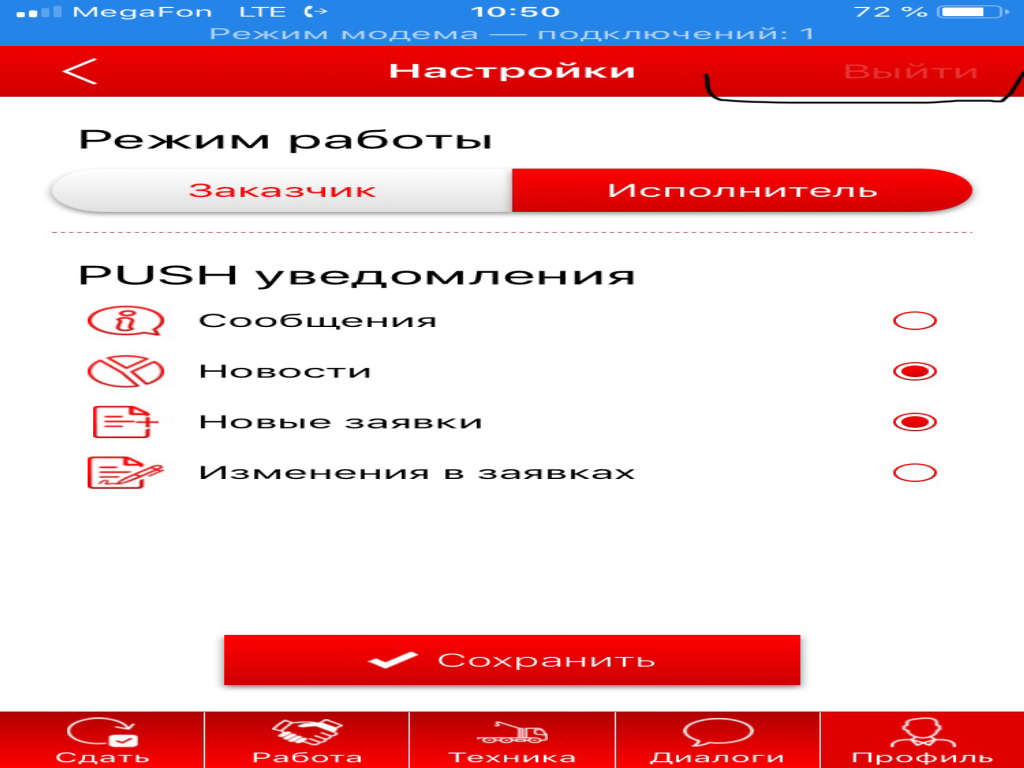 MegaFon LTE 10:50 72 %
Режим модема — подключений: 1
Настройки Выйти
Режим работы
Заказчик Исполнитель
PUSH уведомления
Сообщения
Новости
Новые заявки
Изменения в заявках
Сохранить
Сдать Работа Техника Диалоги Профиль